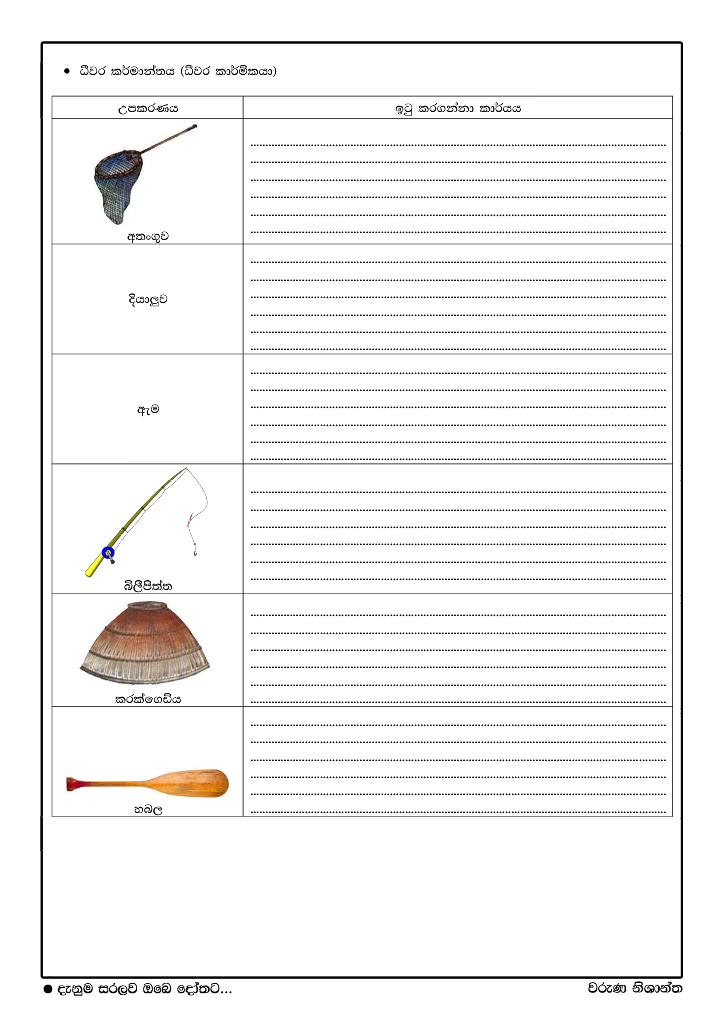 ● ධීවර කර්මාන්තය (ධීවර කාර්මිකයා)
උපකරණය ඉටු කරගන්නා කාර්යය
අතංගුව
දියාලුව
ඇම
බිලීපිත්ත
කරක්ගෙඩිය
හබල
● දැනුම සරලව ඔබෙ දෝතට... වරුණ නිශාන්ත